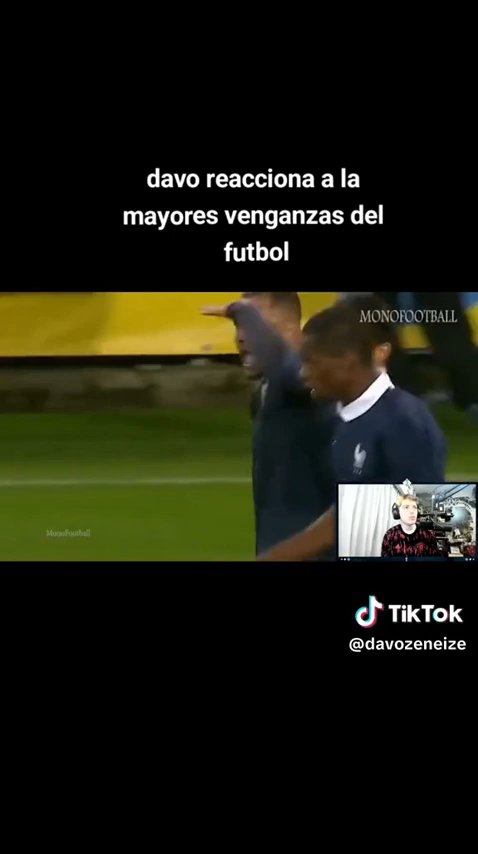 davo reacciona a la
mayores venganzas del
futbol
MONOFOOTBALL
MonoFootball
TikTok
@davozeneize